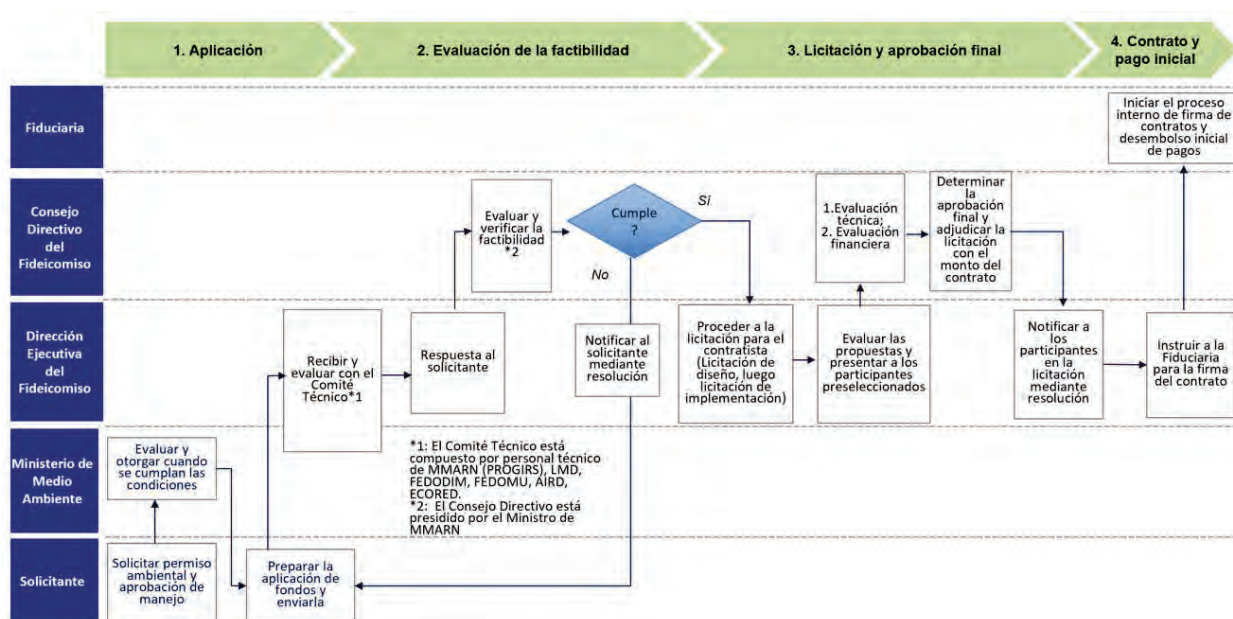 1. Aplicación
2. Evaluación de la factibilidad
3. Licitación y aprobación final
4. Contrato y
pago inicial
Fiduciaria
Iniciar el proceso
interno de firma de
contratos y
desembolso inicial
de pagos
Consejo
Directivo
del
Fideicomiso
Evaluar y
verificar la
factibilidad
*2
Cumple
?
Si
No
1.Evaluación
técnica;
2. Evaluación
financiera
Determinar
la
aprobación
final y
adjudicar la
licitación
con el
monto del
contrato
Dirección
Ejecutiva
del
Fideicomiso
Recibir y
evaluar con el
Comité
Técnico*1
Respuesta al
solicitante
Notificar al
solicitante
mediante
resolución
Proceder a la
licitación para el
contratista
(Licitación de
diseño, luego
licitación de
implementación)
Evaluar las
propuestas y
presentar a los
participantes
preseleccionados
Notificar a
los
participantes
en la
licitación
mediante
resolución
Instruir a la
Fiduciaria
para la firma
del contrato
Ministerio de
Medio
Ambiente
Evaluar y
otorgar cuando
se cumplan las
condiciones
*1: El Comité Técnico está
compuesto por personal técnico
de MMARN (PROGIRS), LMD,
FEDODIM, FEDOMU, AIRD,
ECORED.
*2: El Consejo Directivo está
presidido por el Ministro de
MMARN
Solicitante
Solicitar permiso
ambiental y
aprobación de
manejo
Preparar la
aplicación de
fondos y
enviarla